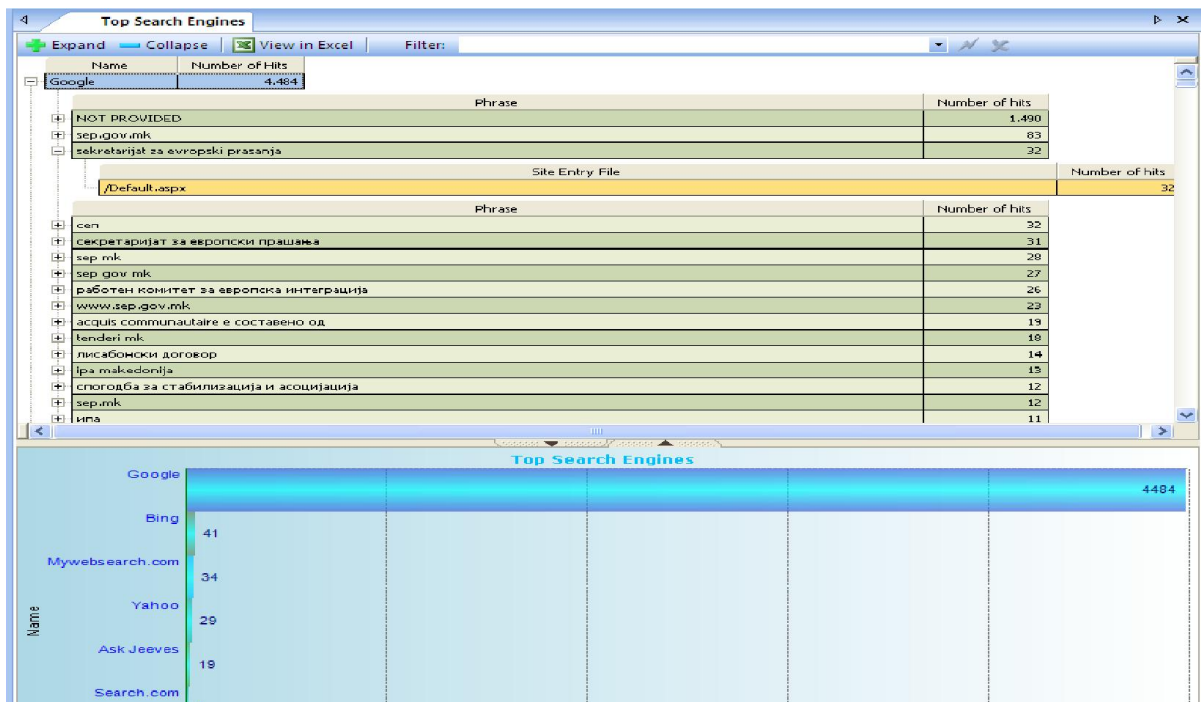 Top Search Engines
Expand Collapse View in Excel Filter:
Name Number of Hits
Google 4.484
Phrase Number of hits
NOT PROVIDED 1.490
sep.gov.mk 83
sekretarijat za evropski prasanja 32
Site Entry File Number of hits
/Default.aspx 32
Phrase Number of hits
сеп 32
секретаријат за европски прашања 31
sep mk 28
sep gov mk 27
работен комитет за европска интеграција 26
www.sep.gov.mk 23
acquis communautaire е составено од 19
tenderi mk 18
лисабонски договор 14
ipa makedonija 13
спогодба за стабилизација и асоцијација 12
sep.mk 12
ипа 11
Top Search Engines
Google 4484
Bing 41
Mywebsearch.com 34
Yahoo 29
Ask Jeeves 19
Search.com
Name